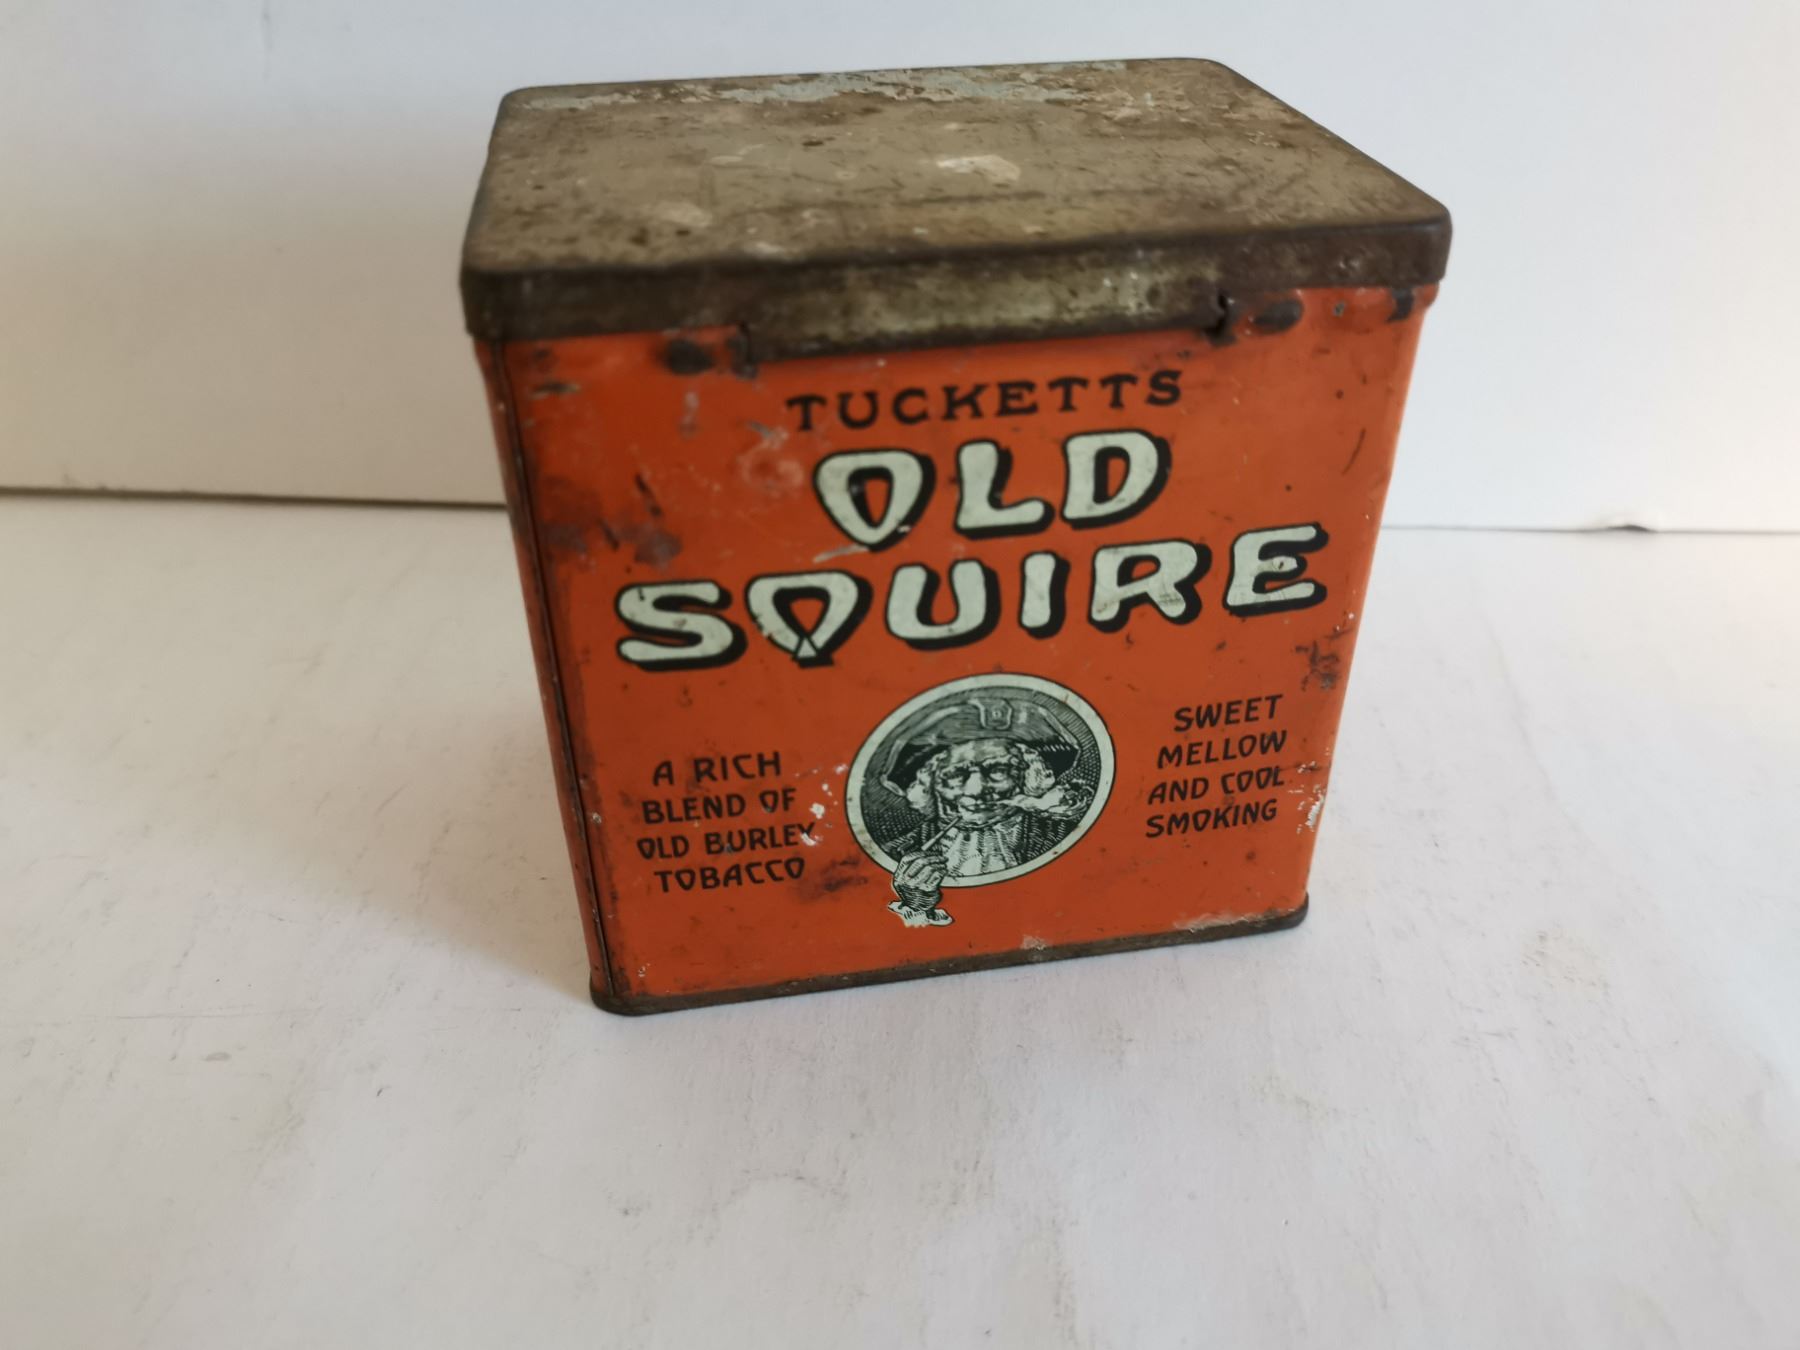 TUCKETTS
OLD
SQUIRE
A RICH
BLEND OF
OLD BURLEY
TOBACCO
SWEET
MELLOW
AND COOL
SMOKING